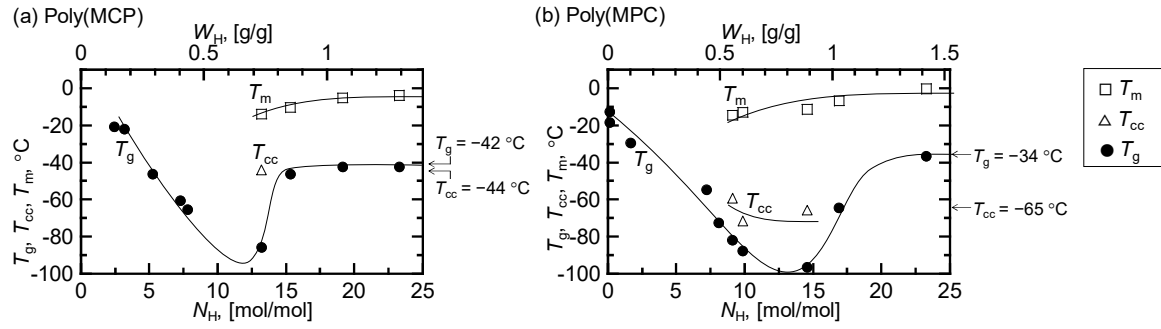 (a) Poly(MCP)
W_H, [g/g]
0 0.5 1
T_g, T_cc, T_m, °C
0
-20
-40
-60
-80
-100
T_m
T_cc
T_g
T_g = −42 °C
T_cc = −44 °C
0 5 10 15 20 25
N_H, [mol/mol]
(b) Poly(MPC)
W_H, [g/g]
0 0.5 1 1.5
T_g, T_cc, T_m, °C
0
-20
-40
-60
-80
-100
T_m
T_g
T_cc
T_g = −34 °C
T_cc = −65 °C
0 5 10 15 20 25
N_H, [mol/mol]
T_m
T_cc
T_g